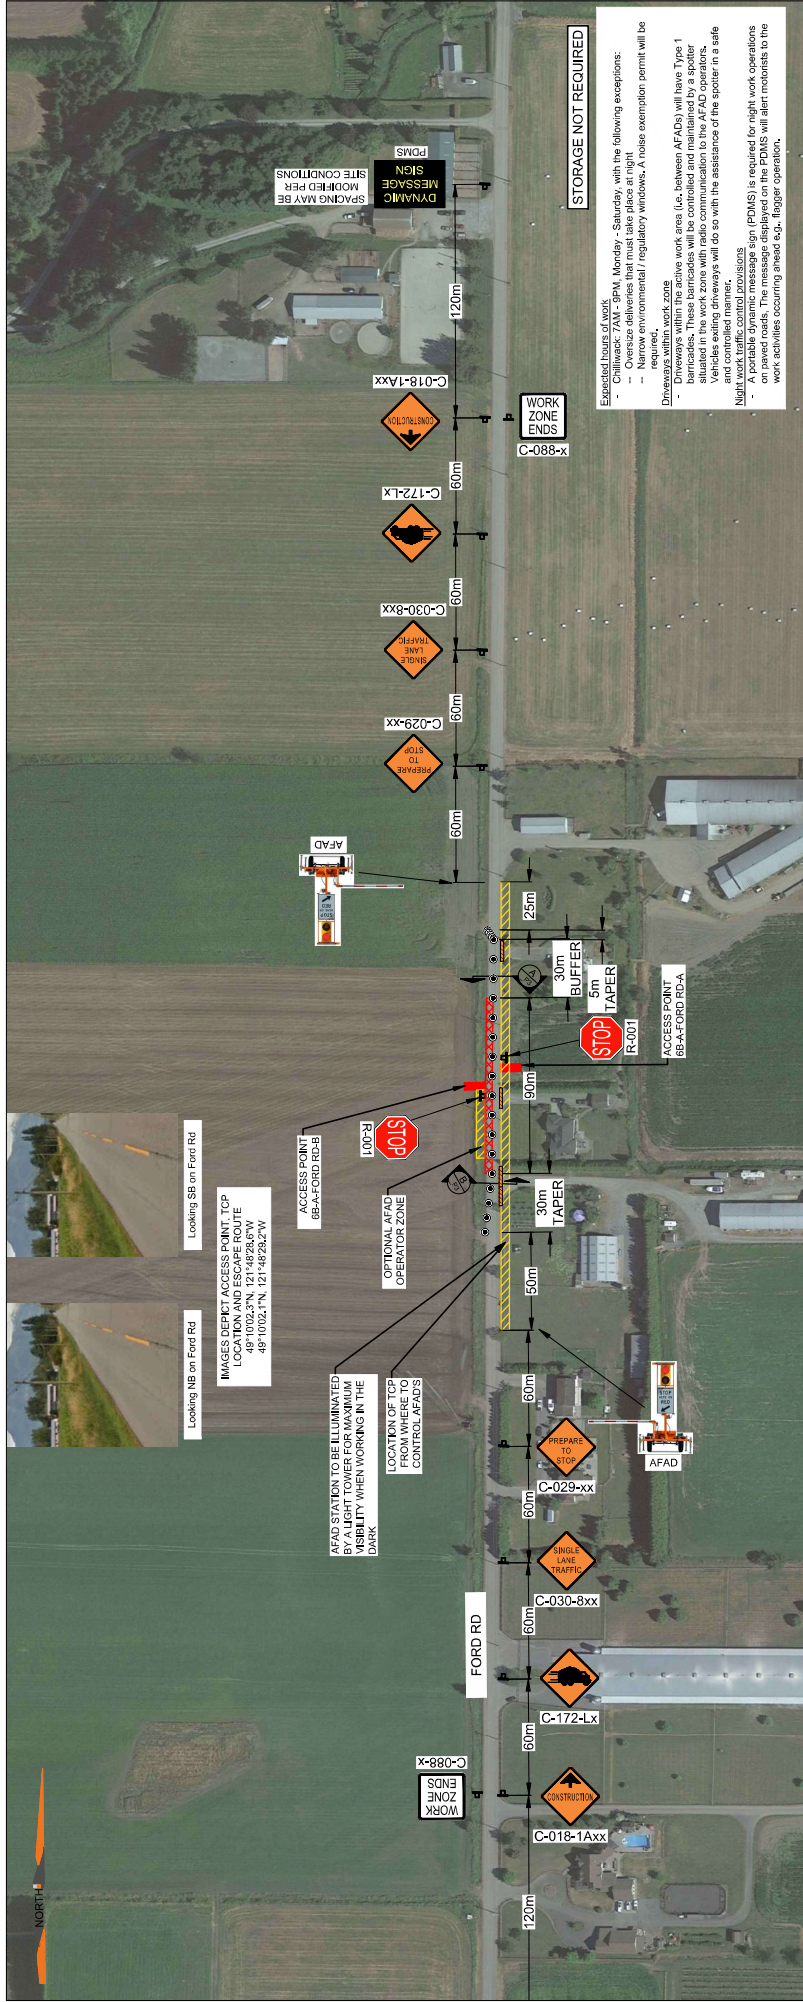 NORTH
Looking NB on Ford Rd
Looking SB on Ford Rd
IMAGES DEPICT ACCESS POINT, TCP
LOCATION AND ESCAPE ROUTE
49°10'02.3"N, 121°48'28.6"W
49°10'02.1"N, 121°48'29.2"W
ACCESS POINT
6B-A-FORD RD-B
R-001
STOP
OPTIONAL AFAD
OPERATOR ZONE
AFAD STATION TO BE ILLUMINATED
BY A LIGHT TOWER FOR MAXIMUM
VISIBILITY WHEN WORKING IN THE
DARK
LOCATION OF TCP
FROM WHERE TO
CONTROL AFAD'S
AFAD
C-029-xx
PREPARE
TO
STOP
C-030-8xx
SINGLE
LANE
TRAFFIC
C-172-Lx
C-018-1Axx
CONSTRUCTION
SPACING MAY BE
MODIFIED PER
SITE CONDITIONS
PDMS
DYNAMIC
MESSAGE
SIGN
60m
60m
60m
60m
120m
C-088-x
WORK
ZONE
ENDS
FORD RD
120m
60m
60m
60m
60m
50m
30m
TAPER
90m
30m
BUFFER
5m
TAPER
25m
A
B
C-018-1Axx
CONSTRUCTION
C-172-Lx
C-030-8xx
SINGLE
LANE
TRAFFIC
C-029-xx
PREPARE
TO
STOP
AFAD
STOP
R-001
ACCESS POINT
6B-A-FORD RD-A
WORK
ZONE
ENDS
C-088-x
STORAGE NOT REQUIRED
Expected hours of work
- Chilliwack: 7AM - 9PM, Monday - Saturday, with the following exceptions:
-- Oversize deliveries that must take place at night
-- Narrow environmental / regulatory windows. A noise exemption permit will be
required.
Driveways within work zone
- Driveways within the active work area (i.e. between AFADs) will have Type 1
barricades. These barricades will be controlled and maintained by a spotter
situated in the work zone with radio communication to the AFAD operators.
Vehicles exiting driveways will do so with the assistance of the spotter in a safe
and controlled manner.
Night work traffic control provisions
- A portable dynamic message sign (PDMS) is required for night work operations
on paved roads. The message displayed on the PDMS will alert motorists to the
work activities occurring ahead e.g., flagger operation.